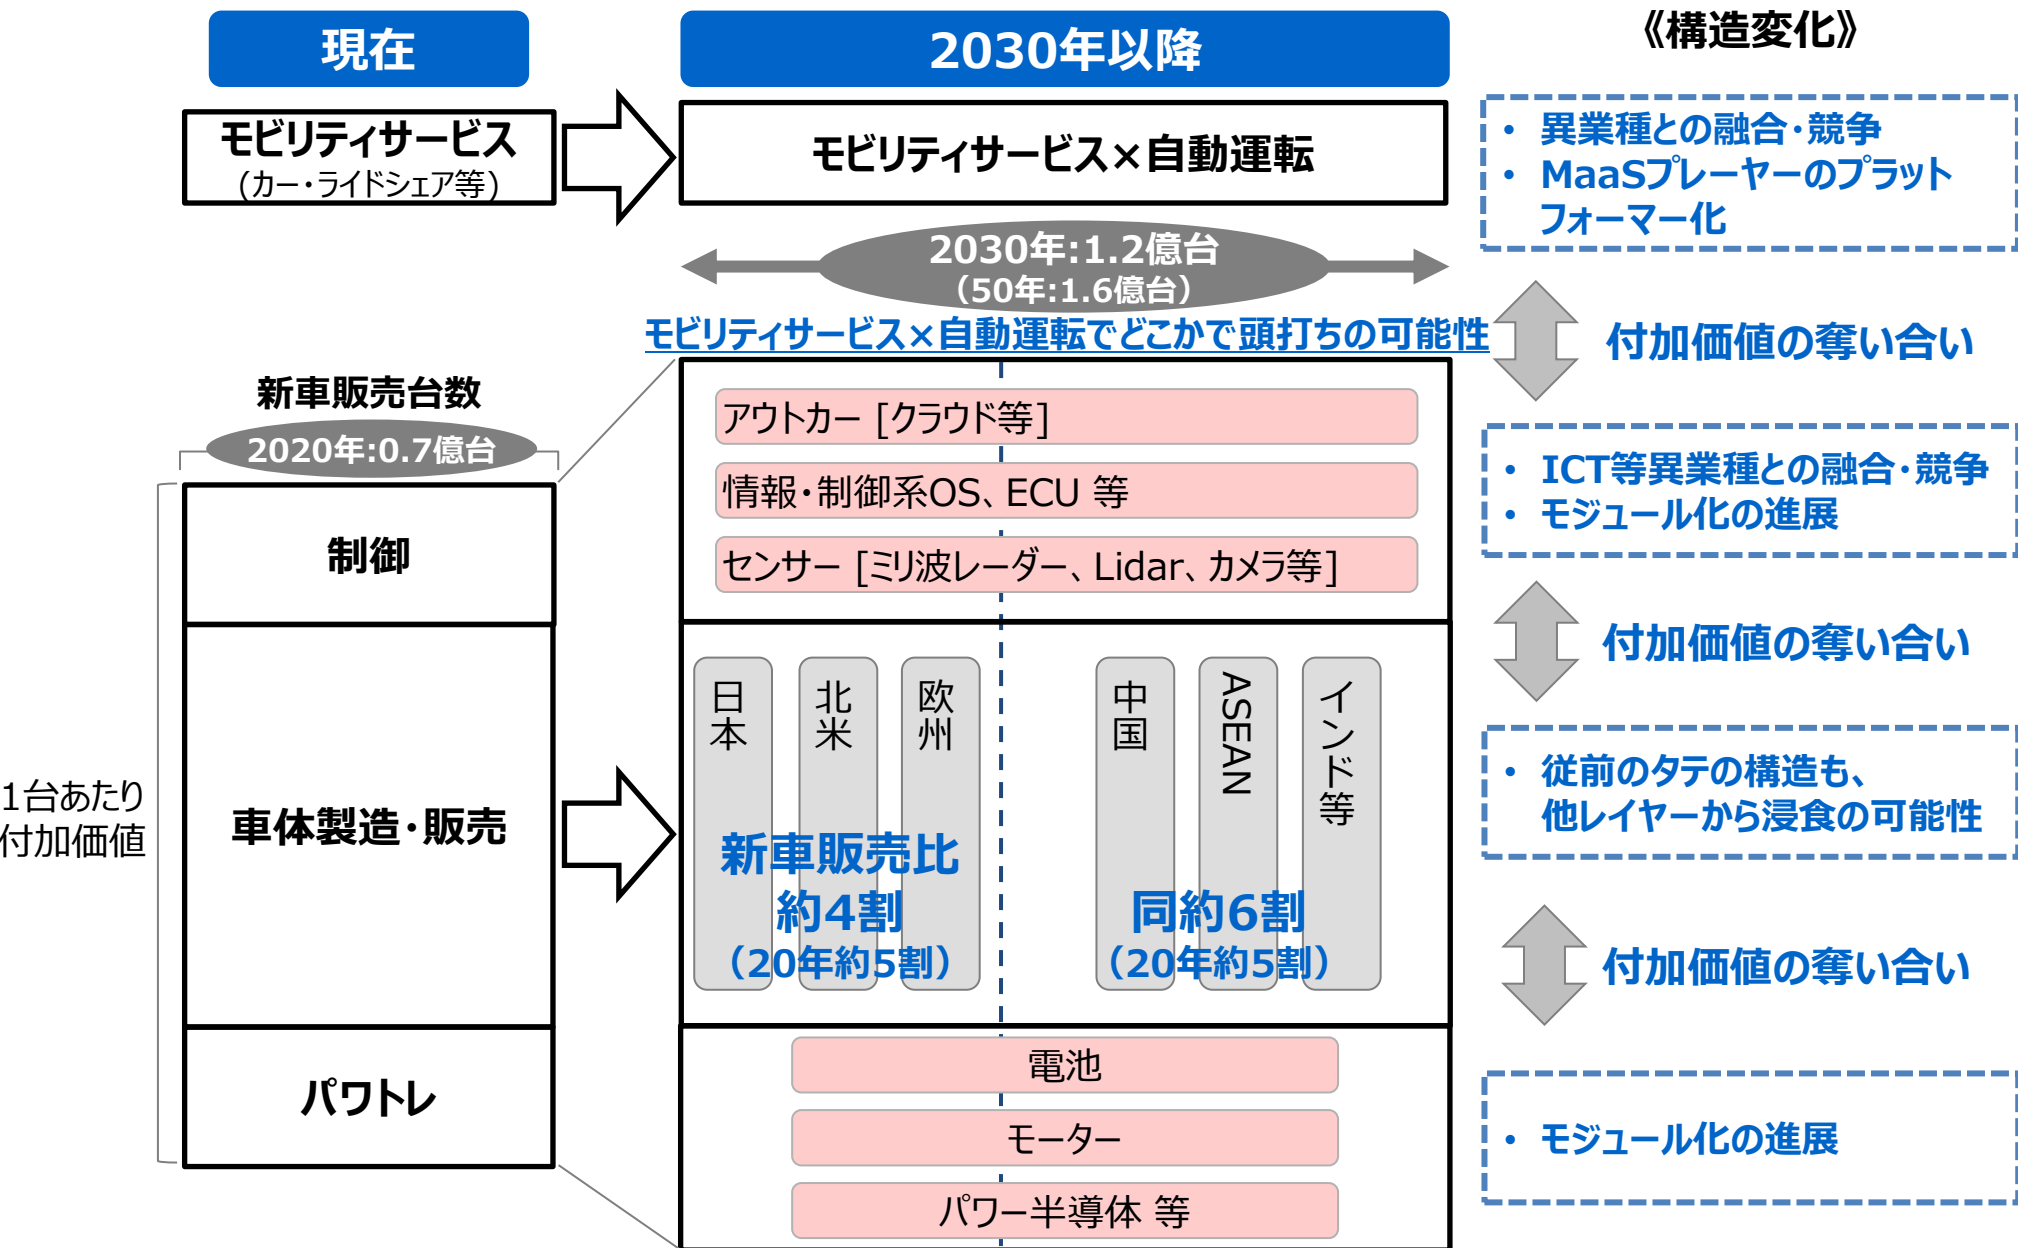 現在
2030年以降
《構造変化》
モビリティサービス
(カー・ライドシェア等)
モビリティサービス×自動運転
• 異業種との融合・競争
• MaaSプレーヤーのプラット
フォーマー化
2030年:1.2億台
（50年:1.6億台）
モビリティサービス×自動運転でどこかで頭打ちの可能性
付加価値の奪い合い
新車販売台数
2020年:0.7億台
アウトカー [クラウド等]
情報・制御系OS、ECU 等
センサー [ミリ波レーダー、Lidar、カメラ等]
• ICT等異業種との融合・競争
• モジュール化の進展
制御
付加価値の奪い合い
1台あたり
付加価値
車体製造・販売
日本
北米
欧州
中国
ASEAN
インド等
新車販売比
約4割
（20年約5割）
同約6割
（20年約5割）
• 従前のタテの構造も、
他レイヤーから浸食の可能性
付加価値の奪い合い
パワトレ
電池
モーター
パワー半導体 等
• モジュール化の進展